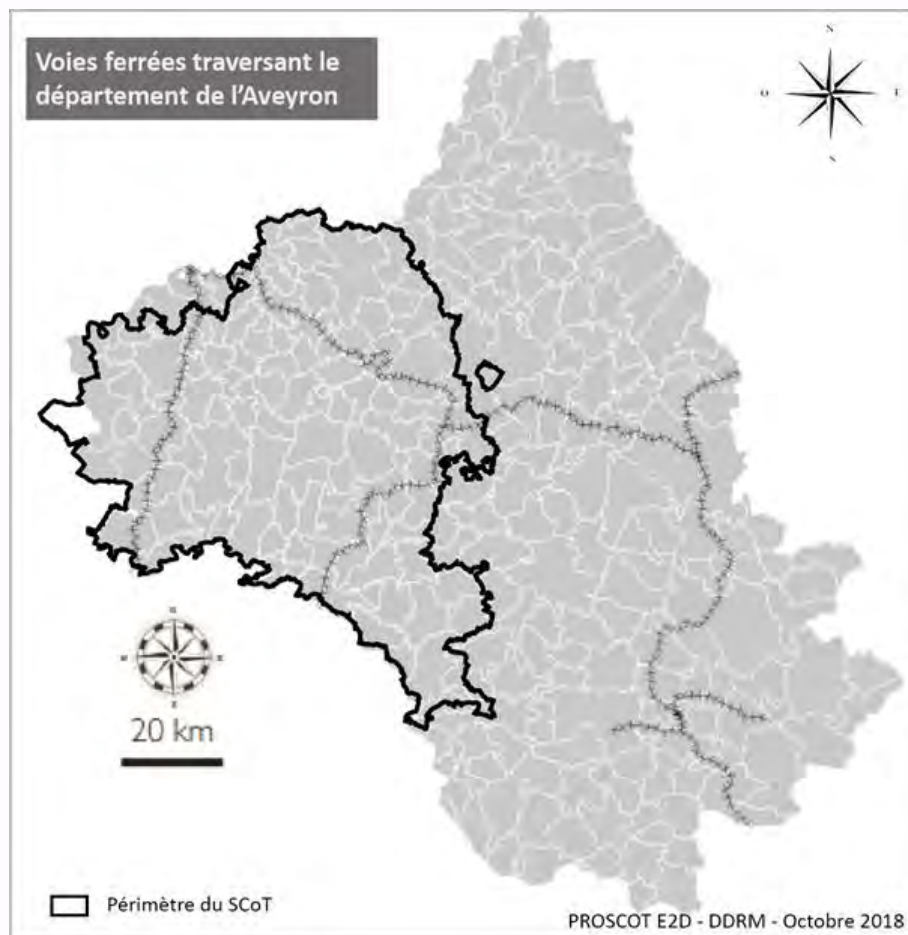 Voies ferrées traversant le
département de l'Aveyron
N
O E
S
20 km
Périmètre du SCoT
PROSCOT E2D - DDRM - Octobre 2018